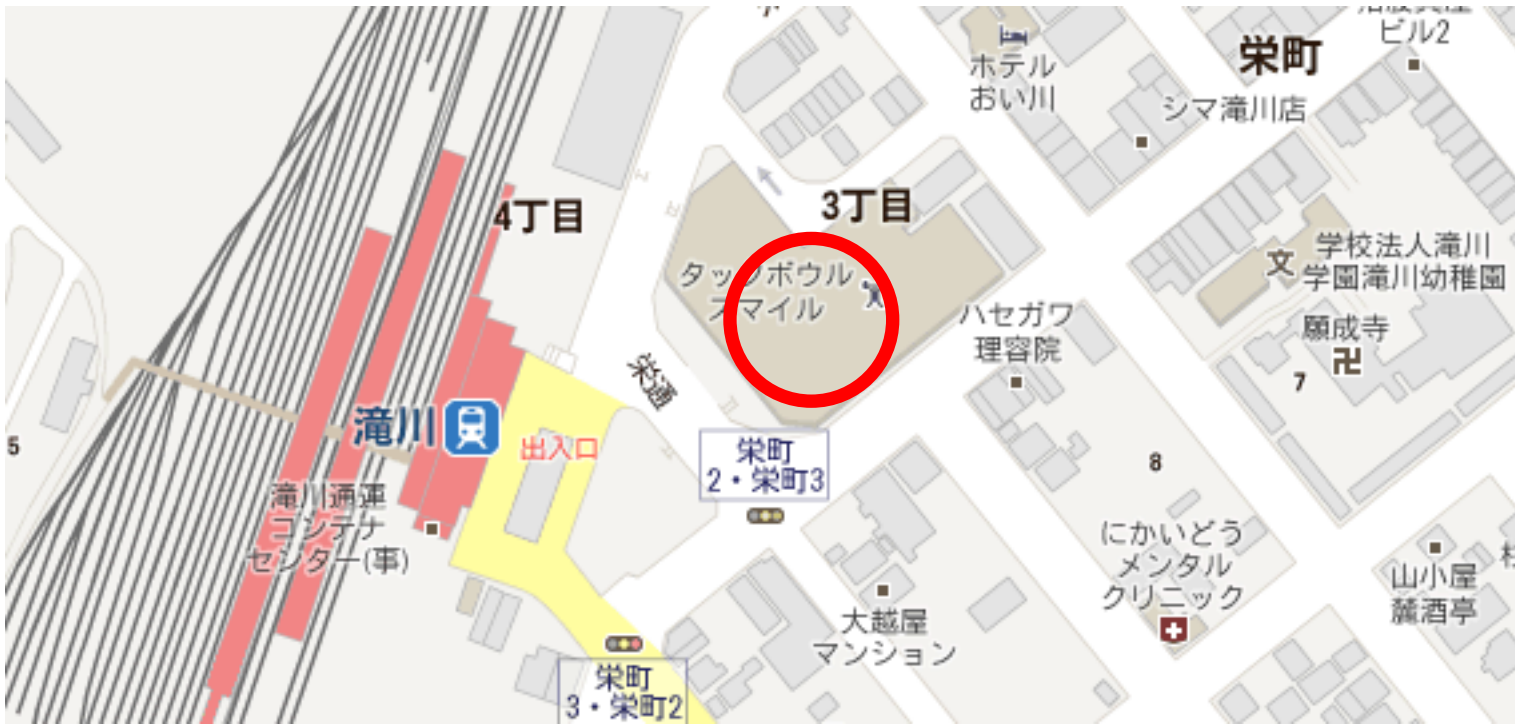 ビル2
栄町
ホテル
おい川
シマ滝川店
3丁目
4丁目
学校法人滝川
学園滝川幼稚園
文
タップボウル
スマイル
ハセガワ
理容院
願成寺
卍
7
栄通
滝川
出入口
5
栄町
2・栄町3
8
滝川通運
コンテナ
センター(事)
にかいどう
メンタル
クリニック
山小屋
麓酒亭
大越屋
マンション
栄町
3・栄町2